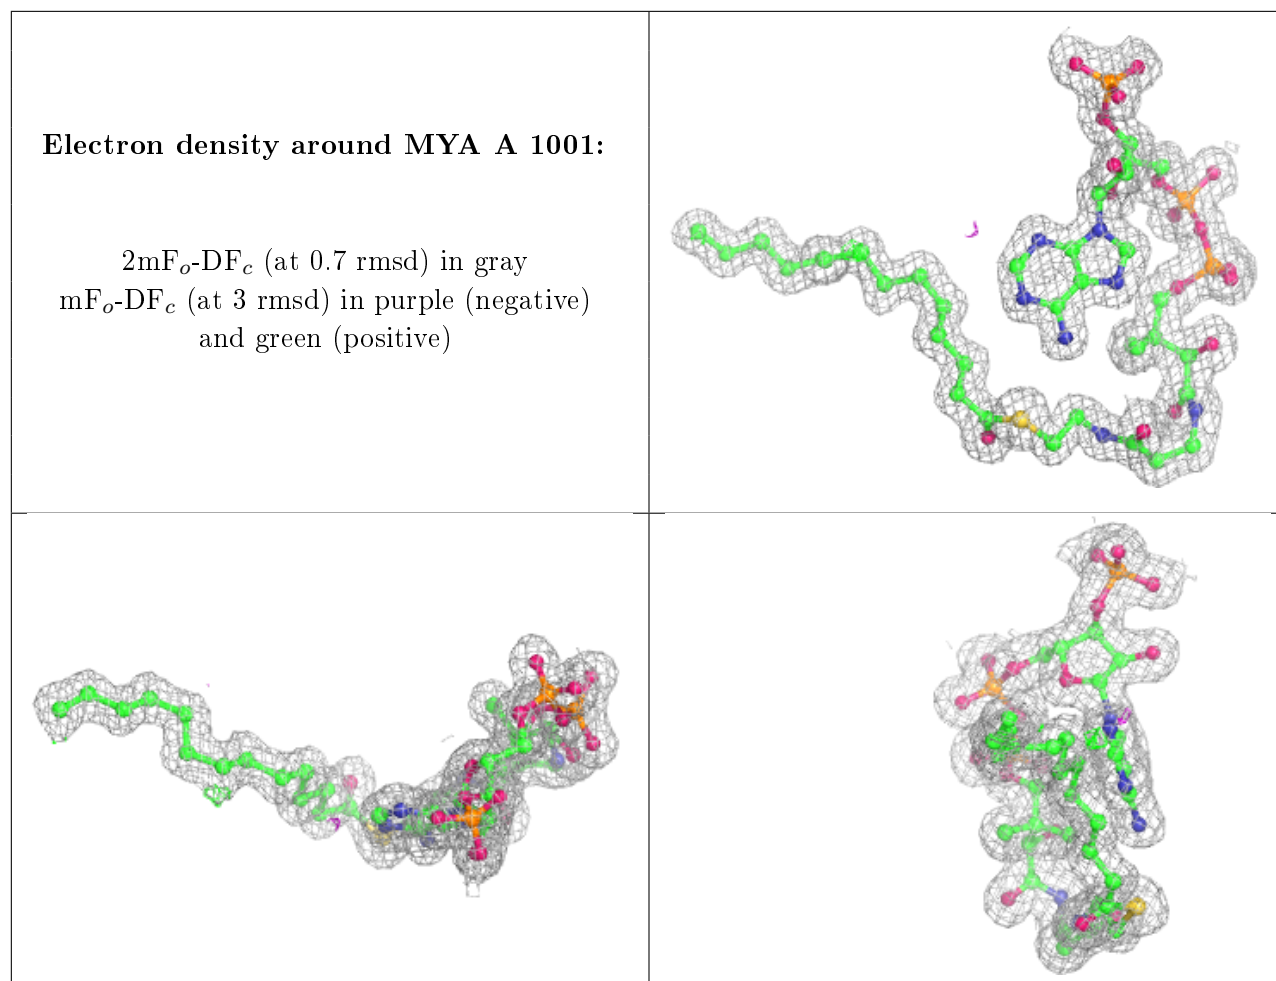 Electron density around MYA A 1001:
2mFo-DFc (at 0.7 rmsd) in gray
mFo-DFc (at 3 rmsd) in purple (negative)
and green (positive)